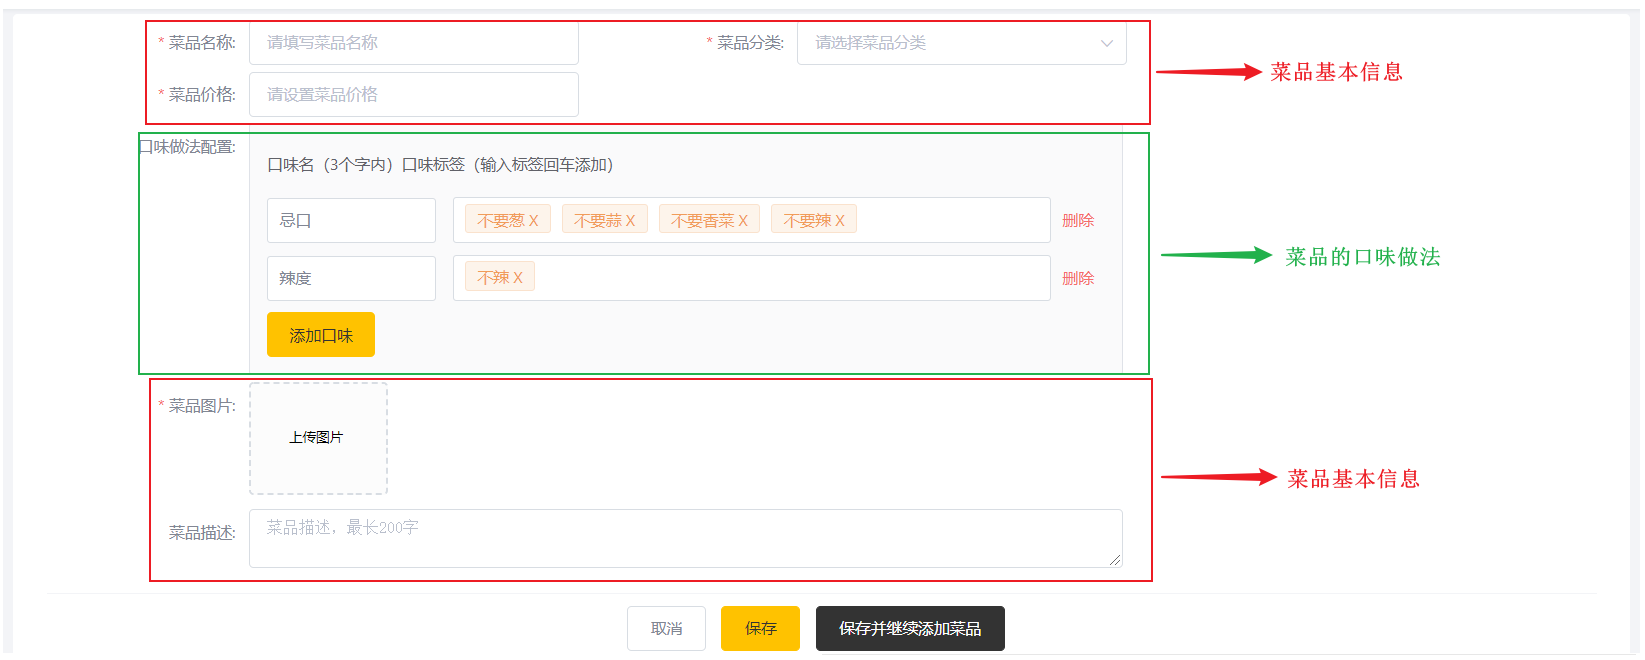 * 菜品名称: 请填写菜品名称 * 菜品分类: 请选择菜品分类
菜品基本信息
* 菜品价格: 请设置菜品价格
口味做法配置:
口味名（3个字内）口味标签（输入标签回车添加）
忌口 不要葱 X 不要蒜 X 不要香菜 X 不要辣 X 删除
菜品的口味做法
辣度 不辣 X 删除
添加口味
* 菜品图片:
上传图片
菜品基本信息
菜品描述: 菜品描述，最长200字
取消 保存 保存并继续添加菜品